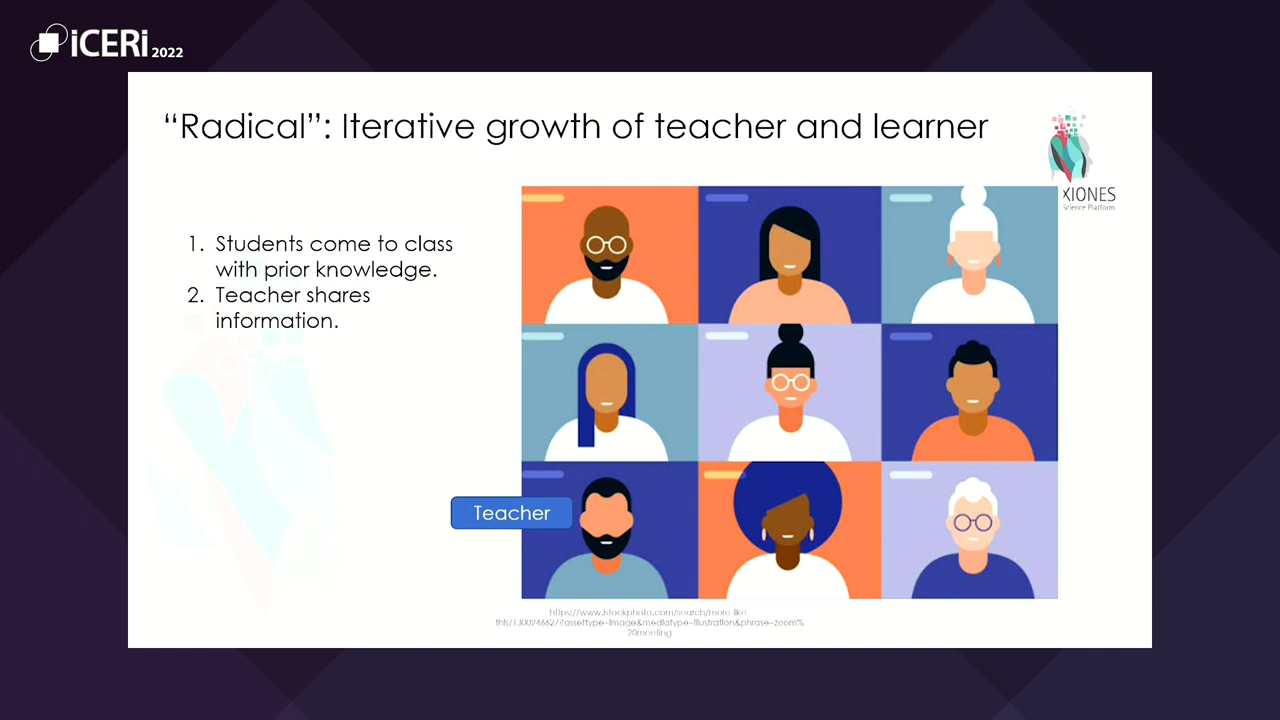 iCERi 2022
“Radical”: Iterative growth of teacher and learner
XIONES
Science Platform
1. Students come to class
with prior knowledge.
2. Teacher shares
information.
Teacher
https://www.istockphoto.com/search/more-like
this/1300946627?assettype=image&mediatype=illustration&phrase=zoom%
20meeting